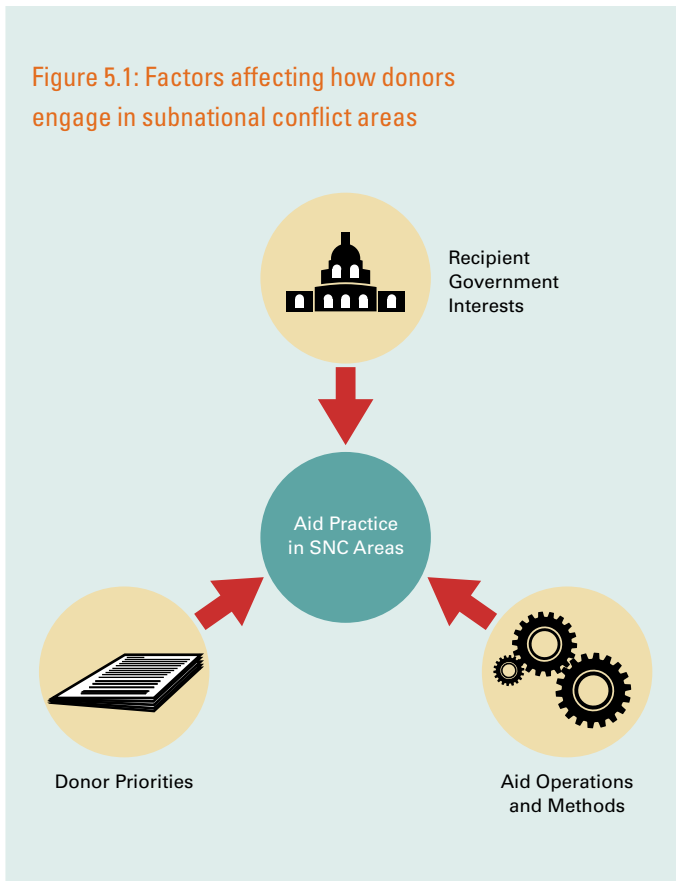 Figure 5.1: Factors affecting how donors
engage in subnational conflict areas
Recipient
Government
Interests
Aid Practice
in SNC Areas
Donor Priorities
Aid Operations
and Methods